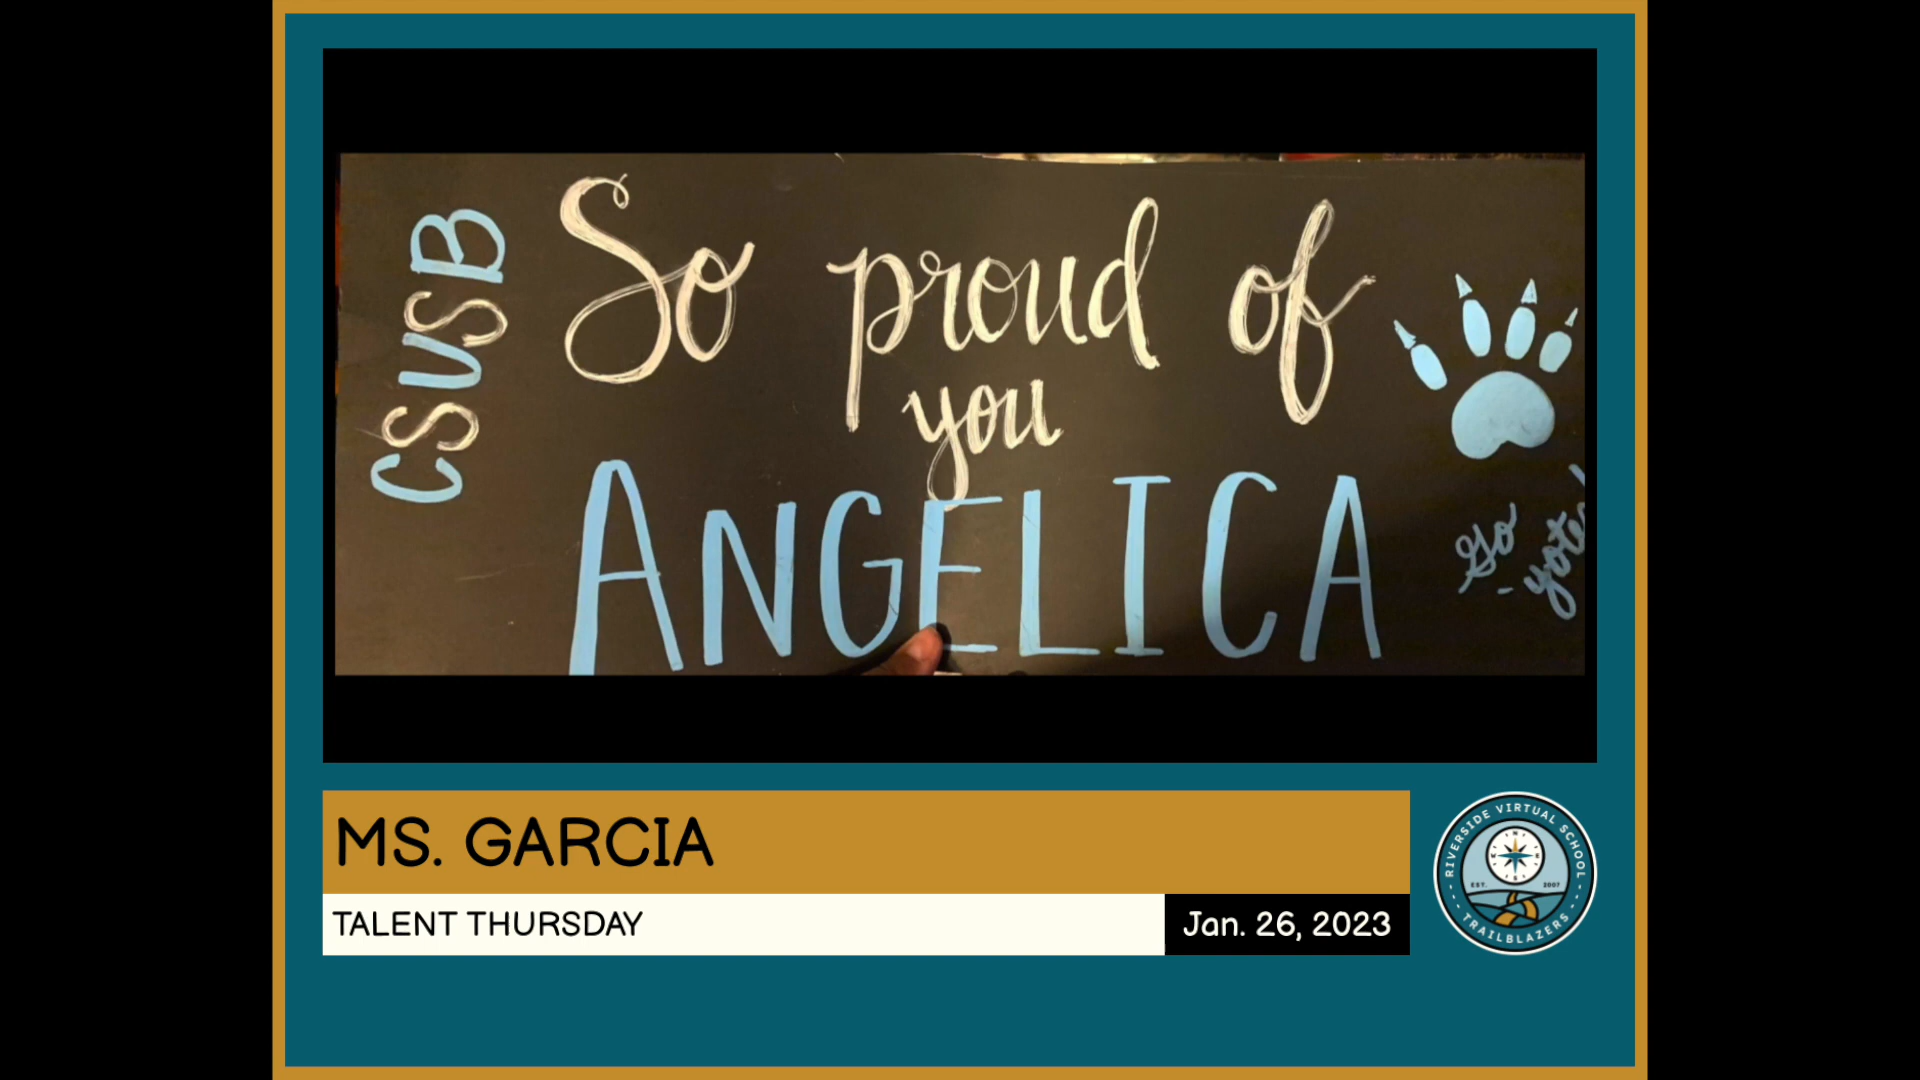 CSUSB
So proud of
you
ANGELICA
Go
yotes!
MS. GARCIA
TALENT THURSDAY
Jan. 26, 2023
RIVERSIDE VIRTUAL SCHOOL
N
W E
S
EST. 2007
TRAILBLAZERS